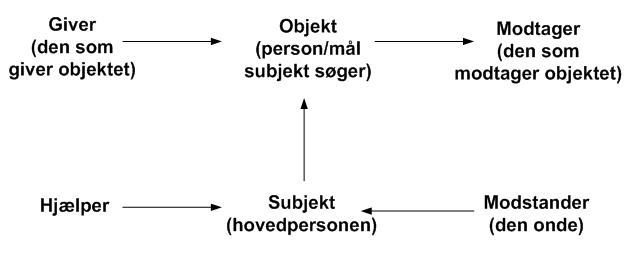 Giver
(den som
giver objektet)
Objekt
(person/mål
subjekt søger)
Modtager
(den som
modtager objektet)
Hjælper
Subjekt
(hovedpersonen)
Modstander
(den onde)